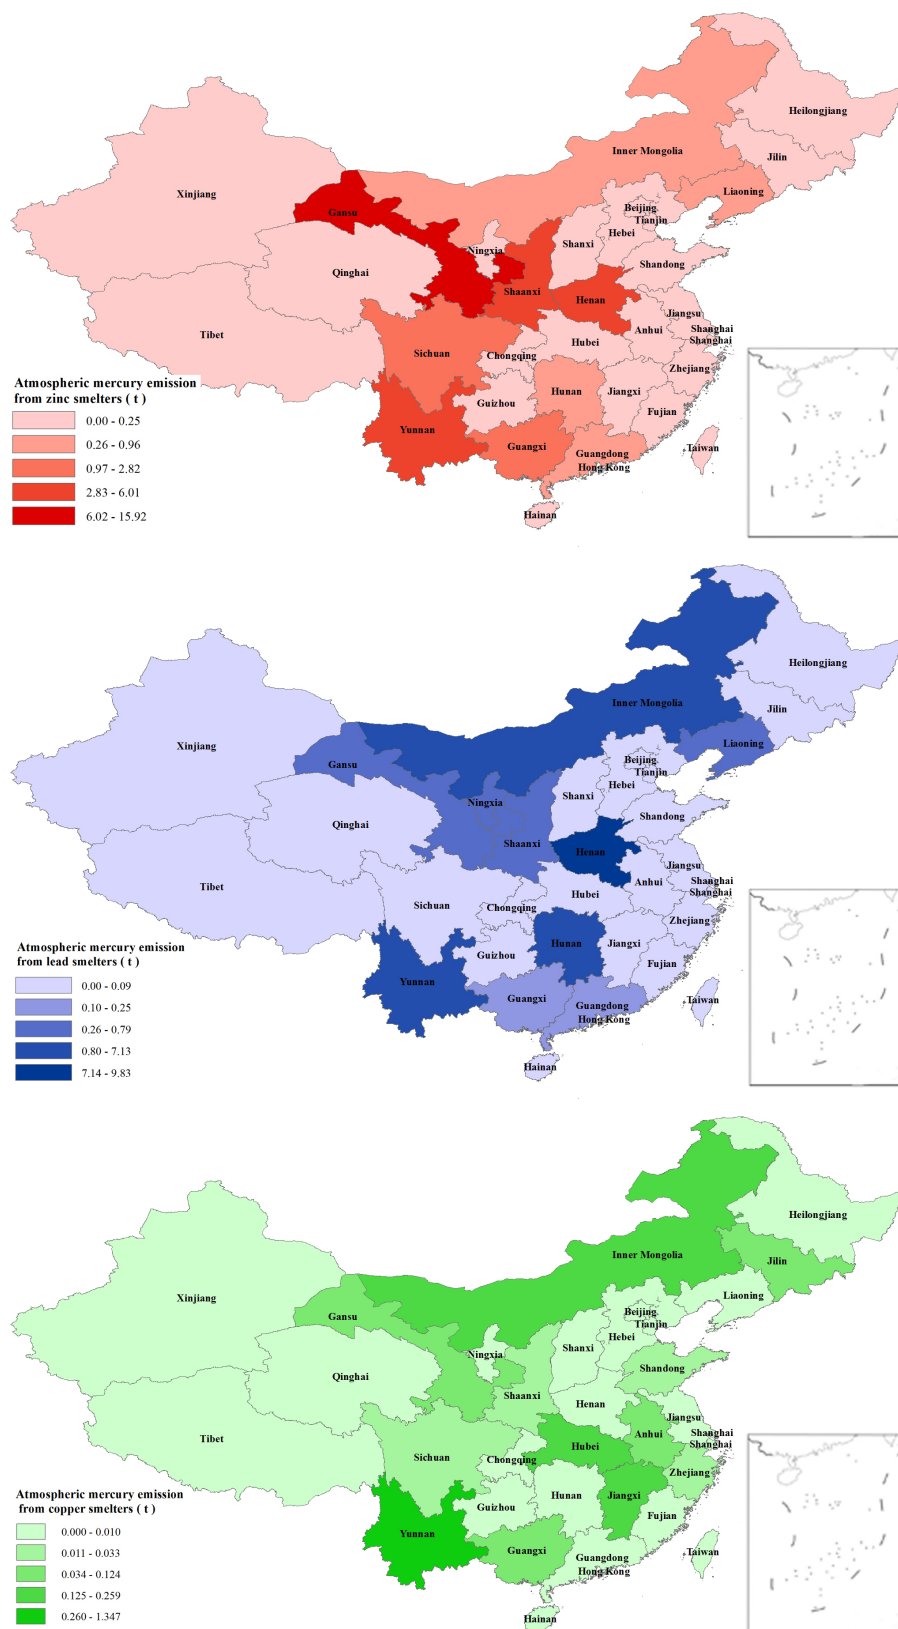 Heilongjiang
Inner Mongolia
Jilin
Xinjiang
Liaoning
Gansu
Beijing
Tianjin
Hebei
Ningxia
Shanxi
Shandong
Qinghai
Shaanxi
Henan
Jiangsu
Tibet
Anhui
Shanghai
Shanghai
Hubei
Sichuan
Chongqing
Zhejiang
Atmospheric mercury emission
from zinc smelters ( t )
Hunan
Jiangxi
Guizhou
Fujian
0.00 - 0.25
Yunnan
0.26 - 0.96
Guangxi
Guangdong
Taiwan
0.97 - 2.82
Hong Kong
2.83 - 6.01
6.02 - 15.92
Hainan
Heilongjiang
Inner Mongolia
Jilin
Xinjiang
Liaoning
Gansu
Beijing
Tianjin
Hebei
Ningxia
Shanxi
Shandong
Qinghai
Shaanxi
Henan
Jiangsu
Tibet
Anhui
Shanghai
Shanghai
Hubei
Sichuan
Chongqing
Zhejiang
Atmospheric mercury emission
from lead smelters ( t )
Hunan
Jiangxi
Guizhou
Fujian
0.00 - 0.09
Yunnan
0.10 - 0.25
Guangxi
Guangdong
Taiwan
0.26 - 0.79
Hong Kong
0.80 - 7.13
7.14 - 9.83
Hainan
Heilongjiang
Inner Mongolia
Jilin
Xinjiang
Liaoning
Gansu
Beijing
Tianjin
Hebei
Ningxia
Shanxi
Shandong
Qinghai
Shaanxi
Henan
Jiangsu
Tibet
Anhui
Shanghai
Shanghai
Hubei
Sichuan
Chongqing
Zhejiang
Atmospheric mercury emission
from copper smelters ( t )
Hunan
Jiangxi
Guizhou
Fujian
0.000 - 0.010
Yunnan
0.011 - 0.033
Guangxi
Guangdong
Taiwan
0.034 - 0.124
Hong Kong
0.125 - 0.259
0.260 - 1.347
Hainan